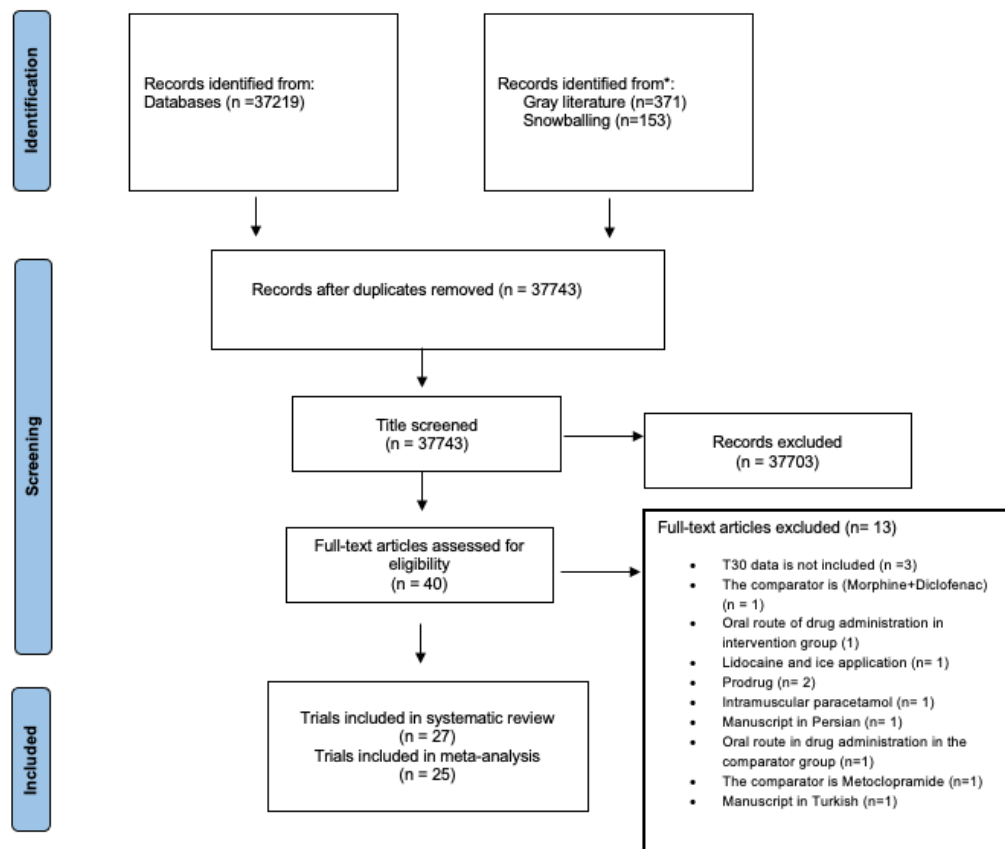 Identification
Records identified from:
Databases (n =37219)
Records identified from*:
Gray literature (n=371)
Snowballing (n=153)
Screening
Records after duplicates removed (n = 37743)
Title screened
(n = 37743)
Records excluded
(n = 37703)
Full-text articles assessed for
eligibility
(n = 40)
Full-text articles excluded (n= 13)
• T30 data is not included (n =3)
• The comparator is (Morphine+Diclofenac)
(n = 1)
• Oral route of drug administration in
intervention group (1)
• Lidocaine and ice application (n= 1)
• Prodrug (n= 2)
• Intramuscular paracetamol (n= 1)
• Manuscript in Persian (n= 1)
• Oral route in drug administration in the
comparator group (n=1)
• The comparator is Metoclopramide (n=1)
• Manuscript in Turkish (n=1)
Included
Trials included in systematic review
(n = 27)
Trials included in meta-analysis
(n = 25)